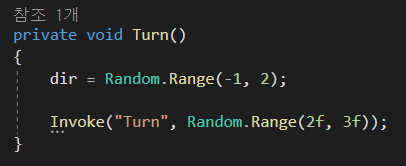 참조 1개
private void Turn()
{
    dir = Random.Range(-1, 2);

    Invoke("Turn", Random.Range(2f, 3f));
}